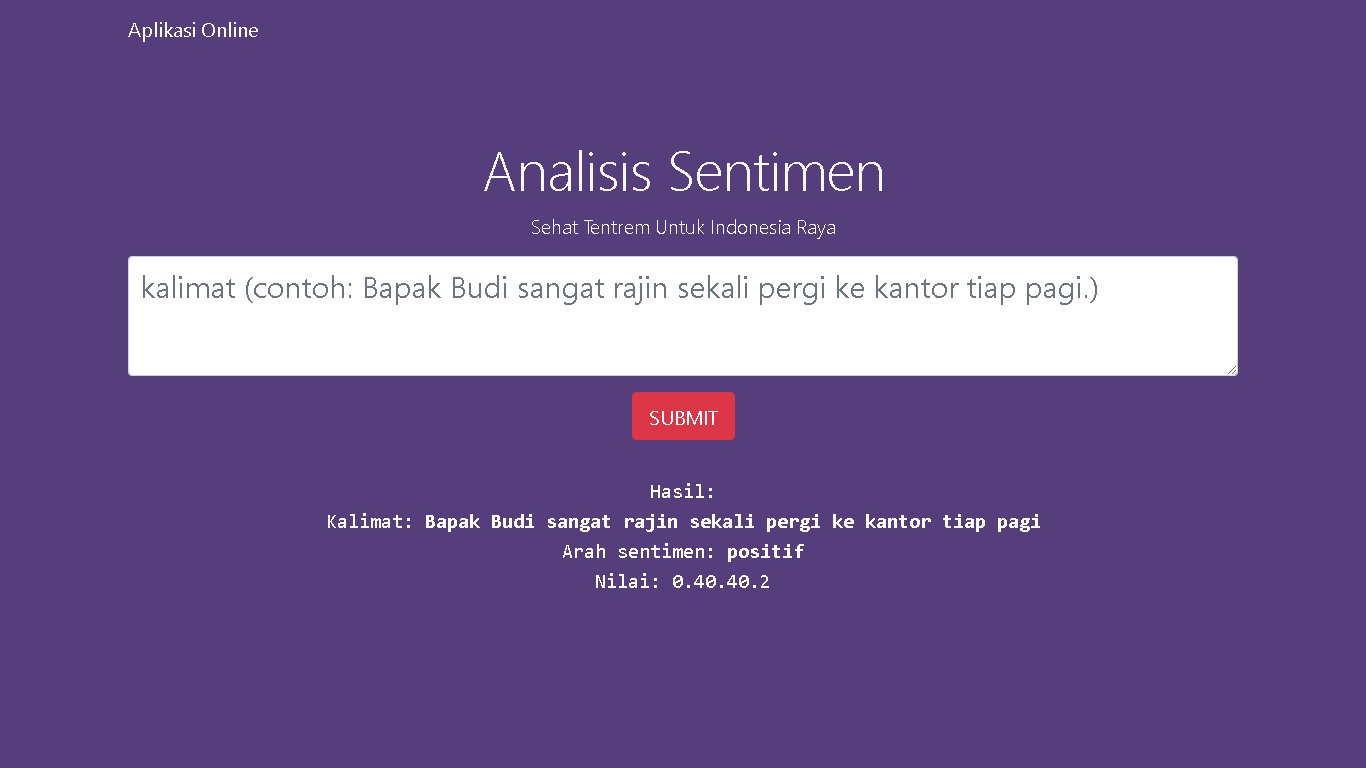 Aplikasi Online
Analisis Sentimen
Sehat Tentrem Untuk Indonesia Raya
kalimat (contoh: Bapak Budi sangat rajin sekali pergi ke kantor tiap pagi.)
SUBMIT
Hasil:
Kalimat: Bapak Budi sangat rajin sekali pergi ke kantor tiap pagi
Arah sentimen: positif
Nilai: 0.40.40.2